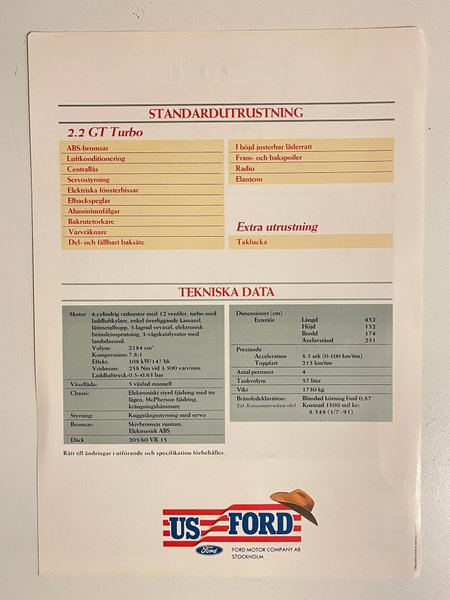 STANDARDUTRUSTNING
2.2 GT Turbo
ABS-bromsar
Luftkonditionering
Centrallås
Servostyrning
Elektriska fönsterhissar
Elbackspeglar
Aluminiumfälgar
Bakrutetorkare
Varvräknare
Del- och fällbart baksäte
I höjd justerbar läderratt
Fram- och bakspoiler
Radio
Elantenn
Extra utrustning
Taklucka
TEKNISKA DATA
Motor 4-cylindrig radmotor med 12 ventiler, turbo med
laddluftkylare, enkel överliggande kamaxel,
lättmetalltopp, 5-lagrad vevaxel, elektronisk
bränsleinsprutning, 3-vägskatalysator med
lambdasond.
Volym: 2184 cm³
Kompression: 7.8:1
Effekt: 108 kW/147 hk
Vridmom: 258 Nm vid 3.500 varv/min
Laddlufttryck 0.5-0.65 bar
Växellåda: 5 växlad manuell
Chassi: Elektroniskt styrd fjädring med tre
lägen, McPherson fjädring,
krängningshämmare
Styrning: Kuggstångsstyrning med servo
Bromsar: Skivbromsar runtom.
Elektronisk ABS
Däck 205/60 VR 15
Dimensioner (cm)
Exteriör Längd 452
Höjd 132
Bredd 174
Axelavstånd 251
Prestanda
Acceleration 8.5 sek (0-100 km/tim)
Toppfart 215 km/tim
Antal personer 4
Tankvolym 57 liter
Vikt 1730 kg
Bränsledeklaration: Blandad körning l/mil 0,87
Enl Konsumentverkets riktl Kostnad 1500 mil kr:
8.548 (1/7 -91)
Rätt till ändringar i utförande och specifikation förbehålles.
US FORD
Ford
FORD MOTOR COMPANY AB
STOCKHOLM